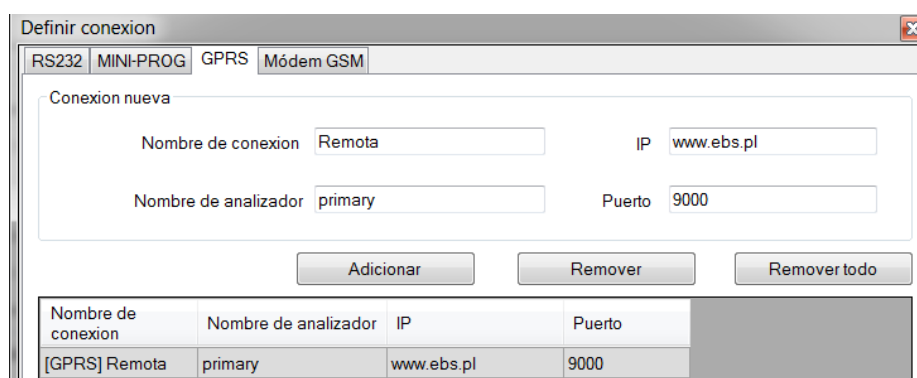 Definir conexion
RS232 MINI-PROG GPRS Módem GSM
Conexion nueva
Nombre de conexion Remota IP www.ebs.pl
Nombre de analizador primary Puerto 9000
Adicionar Remover Remover todo
Nombre de conexion Nombre de analizador IP Puerto
[GPRS] Remota primary www.ebs.pl 9000